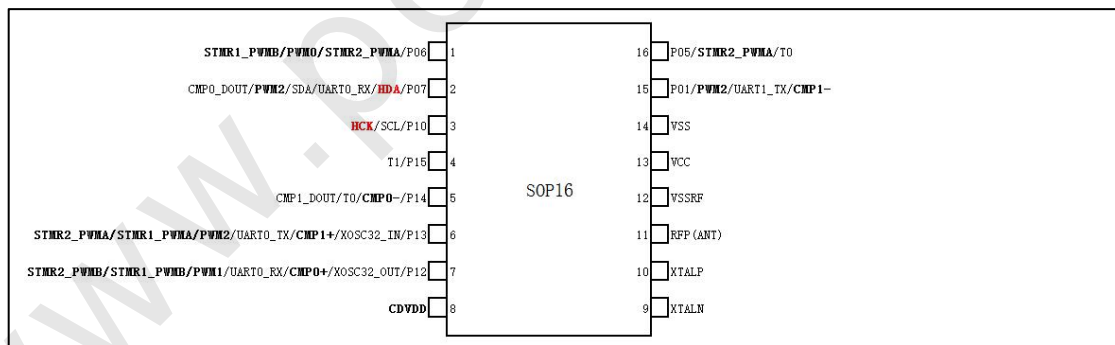 STMR1_PWMB/PWM0/STMR2_PWMA/P06 1 16 P05/STMR2_PWMA/T0
CMP0_DOUT/PWM2/SDA/UART0_RX/HDA/P07 2 15 P01/PWM2/UART1_TX/CMP1-
HCK/SCL/P10 3 14 VSS
T1/P15 4 13 VCC
SOP16
CMP1_DOUT/T0/CMP0-/P14 5 12 VSSRF
STMR2_PWMA/STMR1_PWMA/PWM2/UART0_TX/CMP1+/XOSC32_IN/P13 6 11 RFP(ANT)
STMR2_PWMB/STMR1_PWMB/PWM1/UART0_RX/CMP0+/XOSC32_OUT/P12 7 10 XTALP
CDVDD 8 9 XTALN
www.p